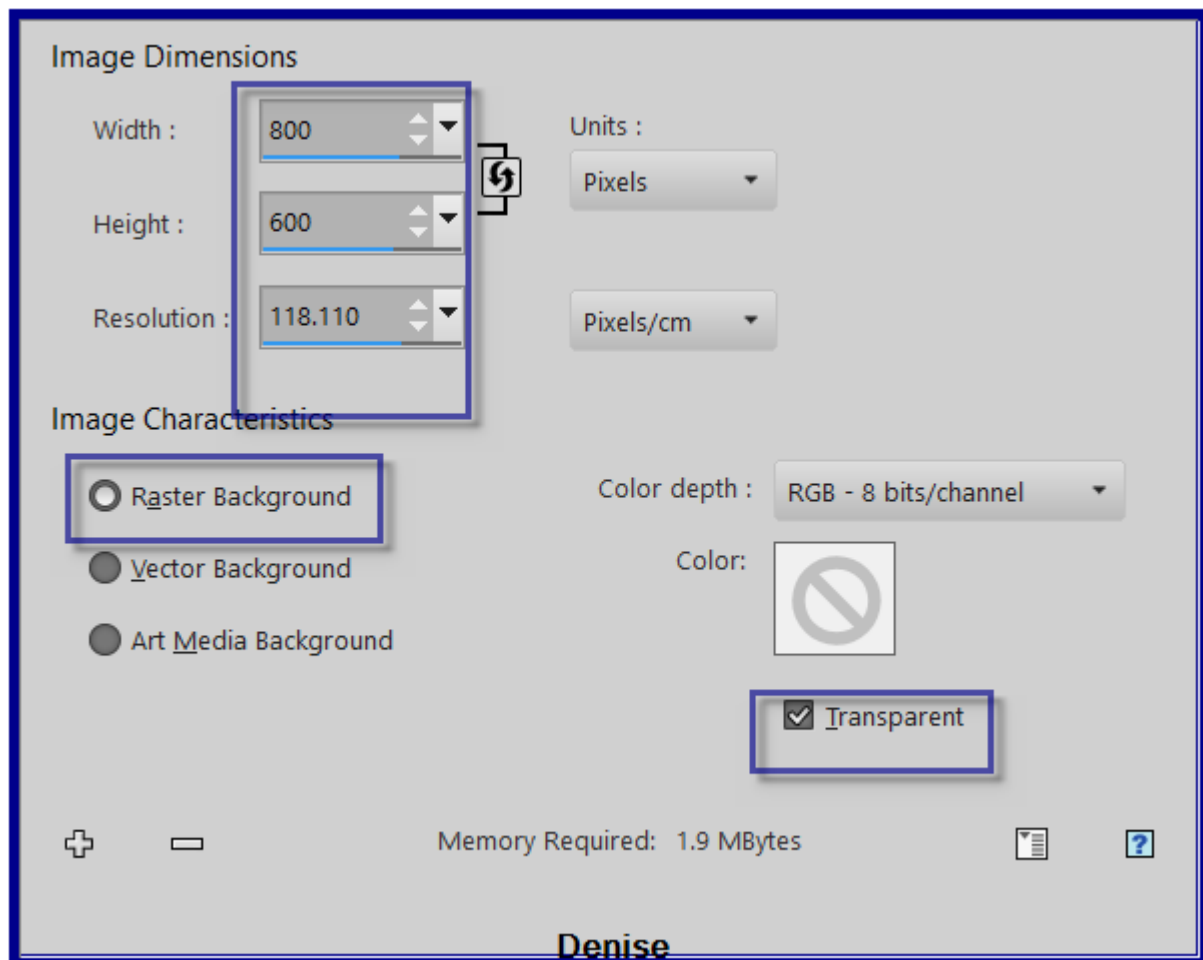 Image Dimensions
Width :
800
Units :
Pixels
Height :
600
Resolution :
118.110
Pixels/cm
Image Characteristics
Raster Background
Color depth :
RGB - 8 bits/channel
Vector Background
Color:
Art Media Background
Transparent
Memory Required: 1.9 MBytes
?
Denise